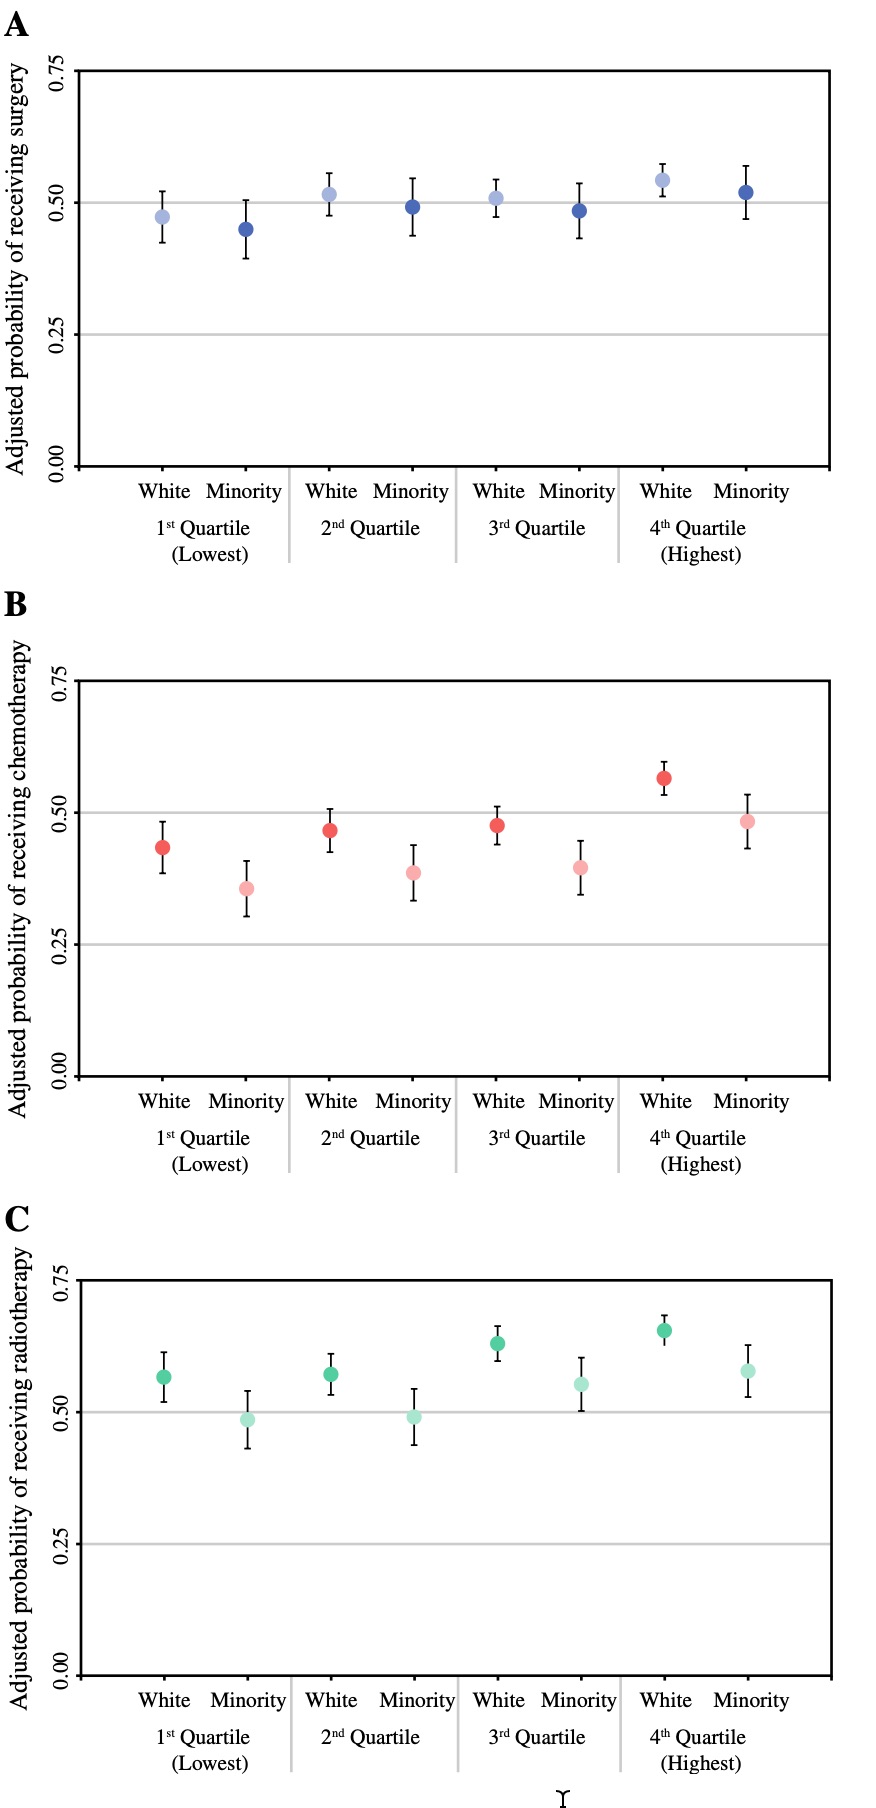 A
Adjusted probability of receiving surgery
0.75
0.50
0.25
0.00
White Minority White Minority White Minority White Minority
1st Quartile 2nd Quartile 3rd Quartile 4th Quartile
(Lowest) (Highest)
B
Adjusted probability of receiving chemotherapy
0.75
0.50
0.25
0.00
White Minority White Minority White Minority White Minority
1st Quartile 2nd Quartile 3rd Quartile 4th Quartile
(Lowest) (Highest)
C
Adjusted probability of receiving radiotherapy
0.75
0.50
0.25
0.00
White Minority White Minority White Minority White Minority
1st Quartile 2nd Quartile 3rd Quartile 4th Quartile
(Lowest) (Highest)